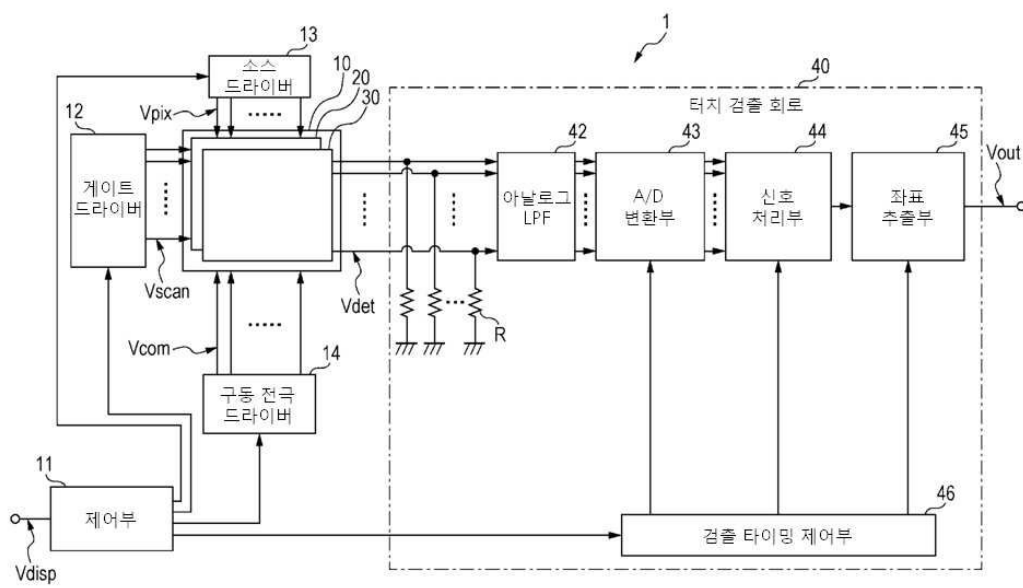 1
13
소스
드라이버
10
20
30
40
터치 검출 회로
Vpix
12
게이트
드라이버
Vscan
42
아날로그
LPF
43
A/D
변환부
44
신호
처리부
45
좌표
추출부
Vout
Vdet
R
Vcom
14
구동 전극
드라이버
11
제어부
Vdisp
46
검출 타이밍 제어부